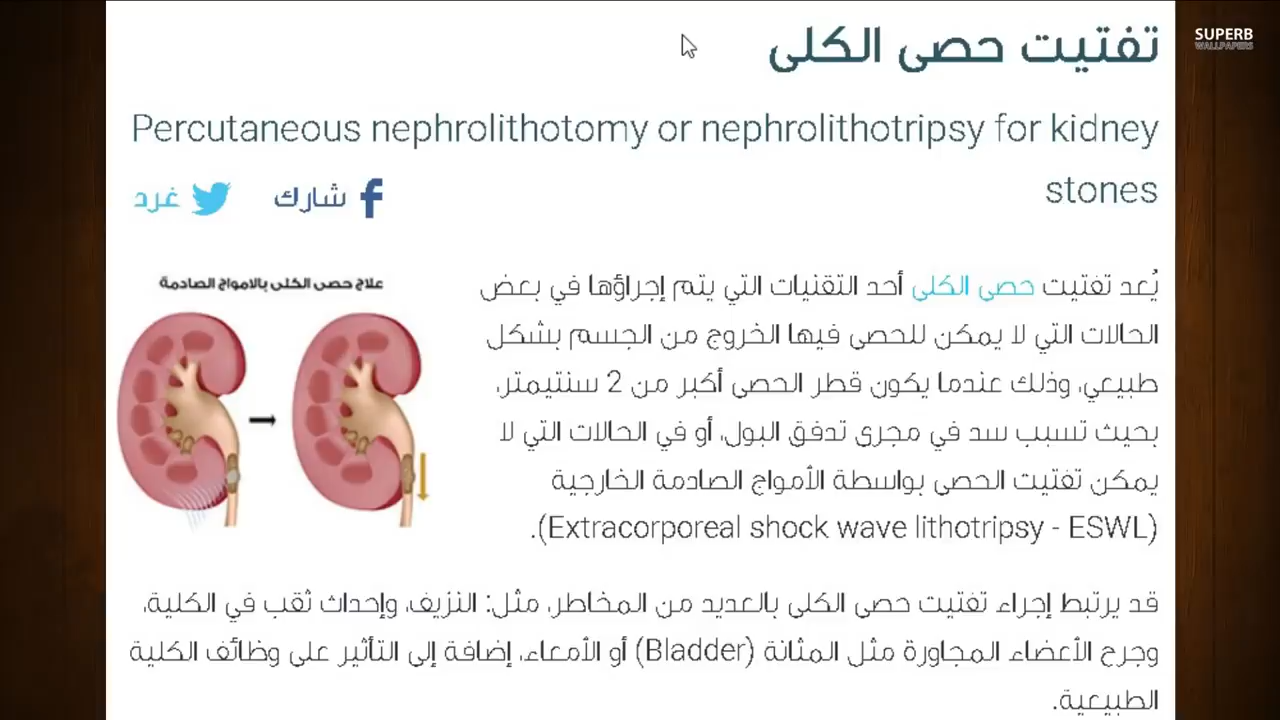 تفتيت حصى الكلى
SUPERB
WALLPAPERS
Percutaneous nephrolithotomy or nephrolithotripsy for kidney
stones
شارك
غرد
علاج حصى الكلى بالامواج الصادمة
يُعد تفتيت حصى الكلى أحد التقنيات التي يتم إجراؤها في بعض
الحالات التي لا يمكن للحصى فيها الخروج من الجسم بشكل
طبيعي، وذلك عندما يكون قطر الحصى أكبر من 2 سنتيمتر،
بحيث تسبب سد في مجرى تدفق البول، أو في الحالات التي لا
يمكن تفتيت الحصى بواسطة الأمواج الصادمة الخارجية
(Extracorporeal shock wave lithotripsy - ESWL).
قد يرتبط إجراء تفتيت حصى الكلى بالعديد من المخاطر، مثل: النزيف، وإحداث ثقب في الكلية،
وجرح الأعضاء المجاورة مثل المثانة (Bladder) أو الأمعاء، إضافة إلى التأثير على وظائف الكلية
الطبيعية.